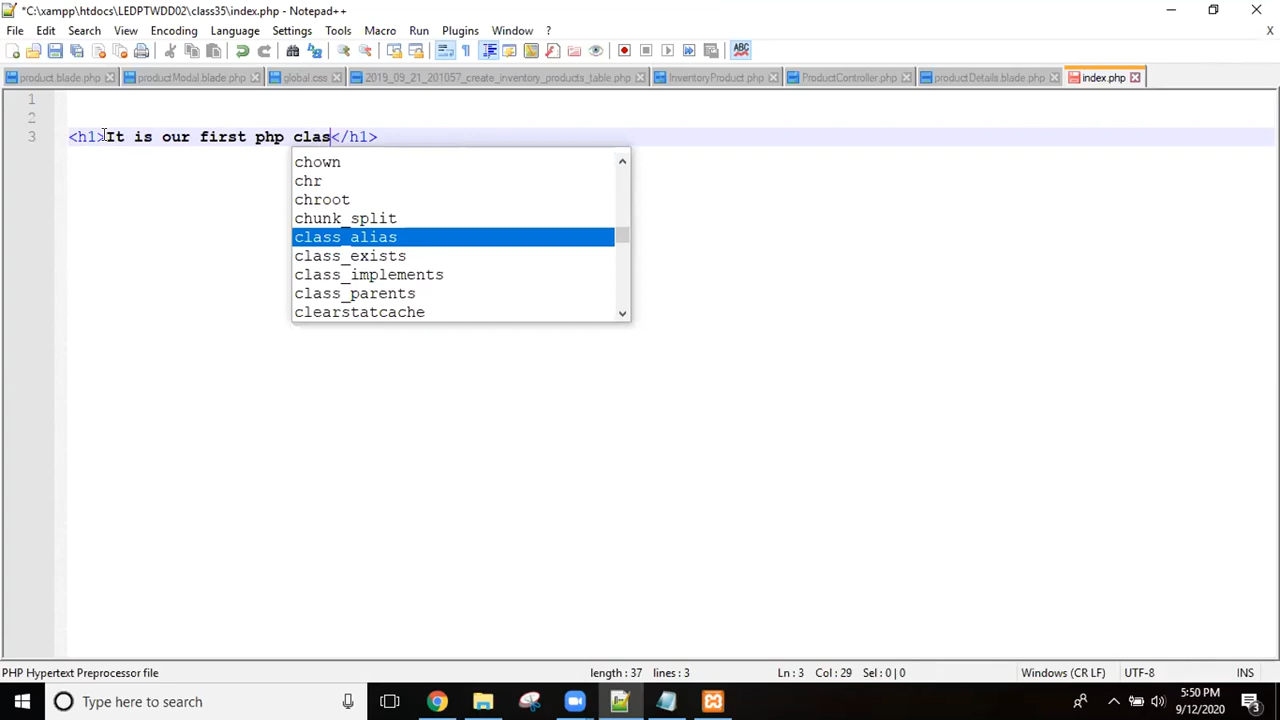 *C:\xampp\htdocs\LEDPTWDD02\class35\index.php - Notepad++
File Edit Search View Encoding Language Settings Tools Macro Run Plugins Window ?
X
ABC
product.blade.php productModal.blade.php global.css 2019_09_21_201057_create_inventory_products_table.php InventoryProduct.php ProductController.php productDetails.blade.php index.php
1
2
3 <h1>It is our first php clas</h1>
chown
chr
chroot
chunk_split
class_alias
class_exists
class_implements
class_parents
clearstatcache
PHP Hypertext Preprocessor file length : 37 lines : 3 Ln : 3 Col : 29 Sel : 0 | 0 Windows (CR LF) UTF-8 INS
Type here to search
5:50 PM
9/12/2020
3